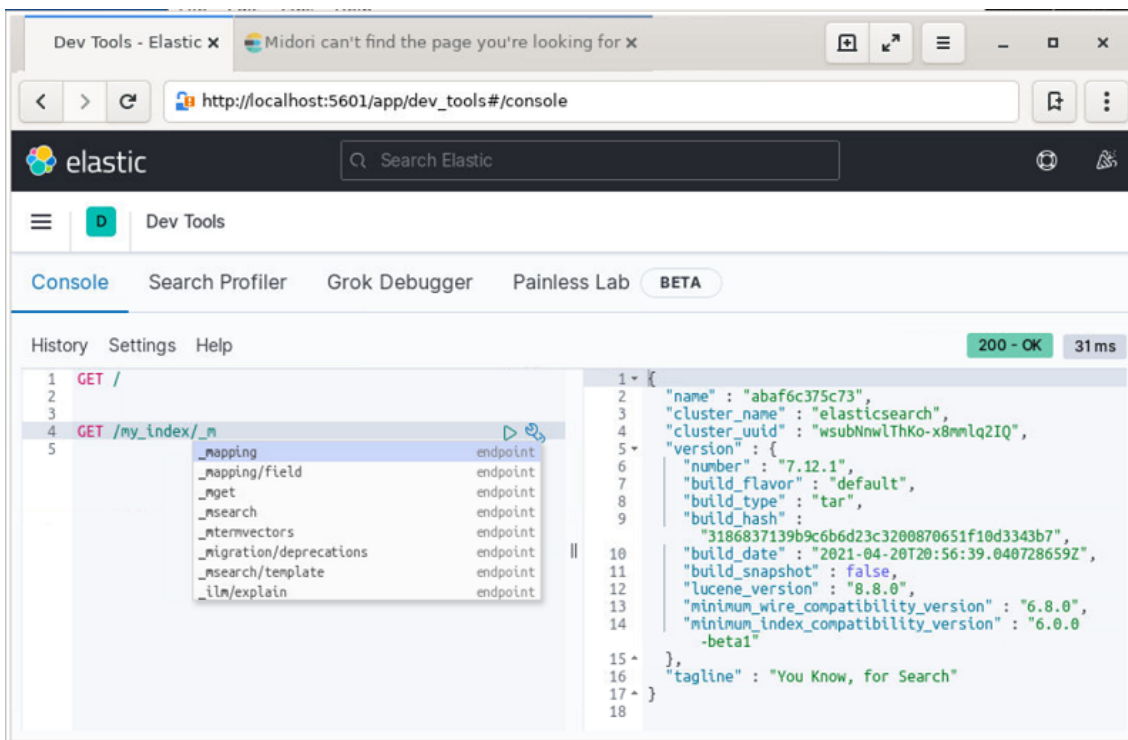 Dev Tools - Elastic ×
Midori can't find the page you're looking for ×
http://localhost:5601/app/dev_tools#/console
elastic
Search Elastic
D
Dev Tools
Console Search Profiler Grok Debugger Painless Lab BETA
History Settings Help
200 - OK 31 ms
1 GET /
2
3
4 GET /my_index/_m
5
_mapping endpoint
_mapping/field endpoint
_mget endpoint
_msearch endpoint
_mtermvectors endpoint
_migration/deprecations endpoint
_msearch/template endpoint
_ilm/explain endpoint
1 {
2 "name" : "abaf6c375c73",
3 "cluster_name" : "elasticsearch",
4 "cluster_uuid" : "wsubNnwlThKo-x8mmlq2IQ",
5 "version" : {
6 "number" : "7.12.1",
7 "build_flavor" : "default",
8 "build_type" : "tar",
9 "build_hash" :
"3186837139b9c6b6d23c3200870651f10d3343b7",
10 "build_date" : "2021-04-20T20:56:39.040728659Z",
11 "build_snapshot" : false,
12 "lucene_version" : "8.8.0",
13 "minimum_wire_compatibility_version" : "6.8.0",
14 "minimum_index_compatibility_version" : "6.0.0
-beta1"
15 },
16 "tagline" : "You Know, for Search"
17 }
18